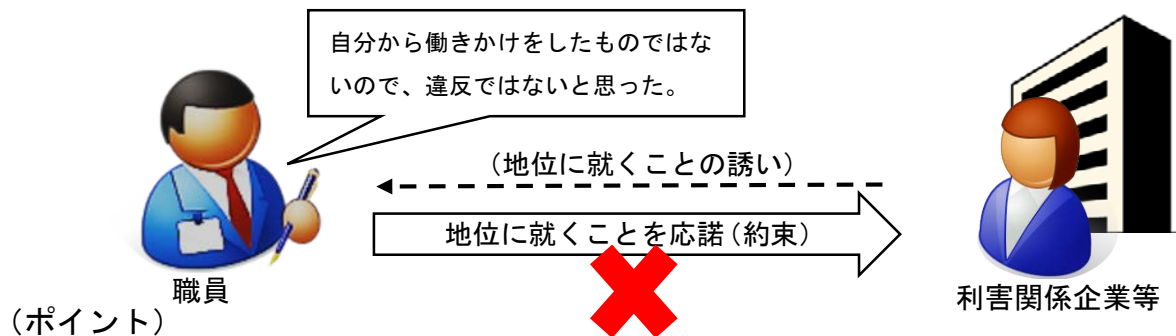 自分から働きかけをしたものではな
いので、違反ではないと思った。
(地位に就くことの誘い)
地位に就くことを応諾(約束)
職員
利害関係企業等
(ポイント)